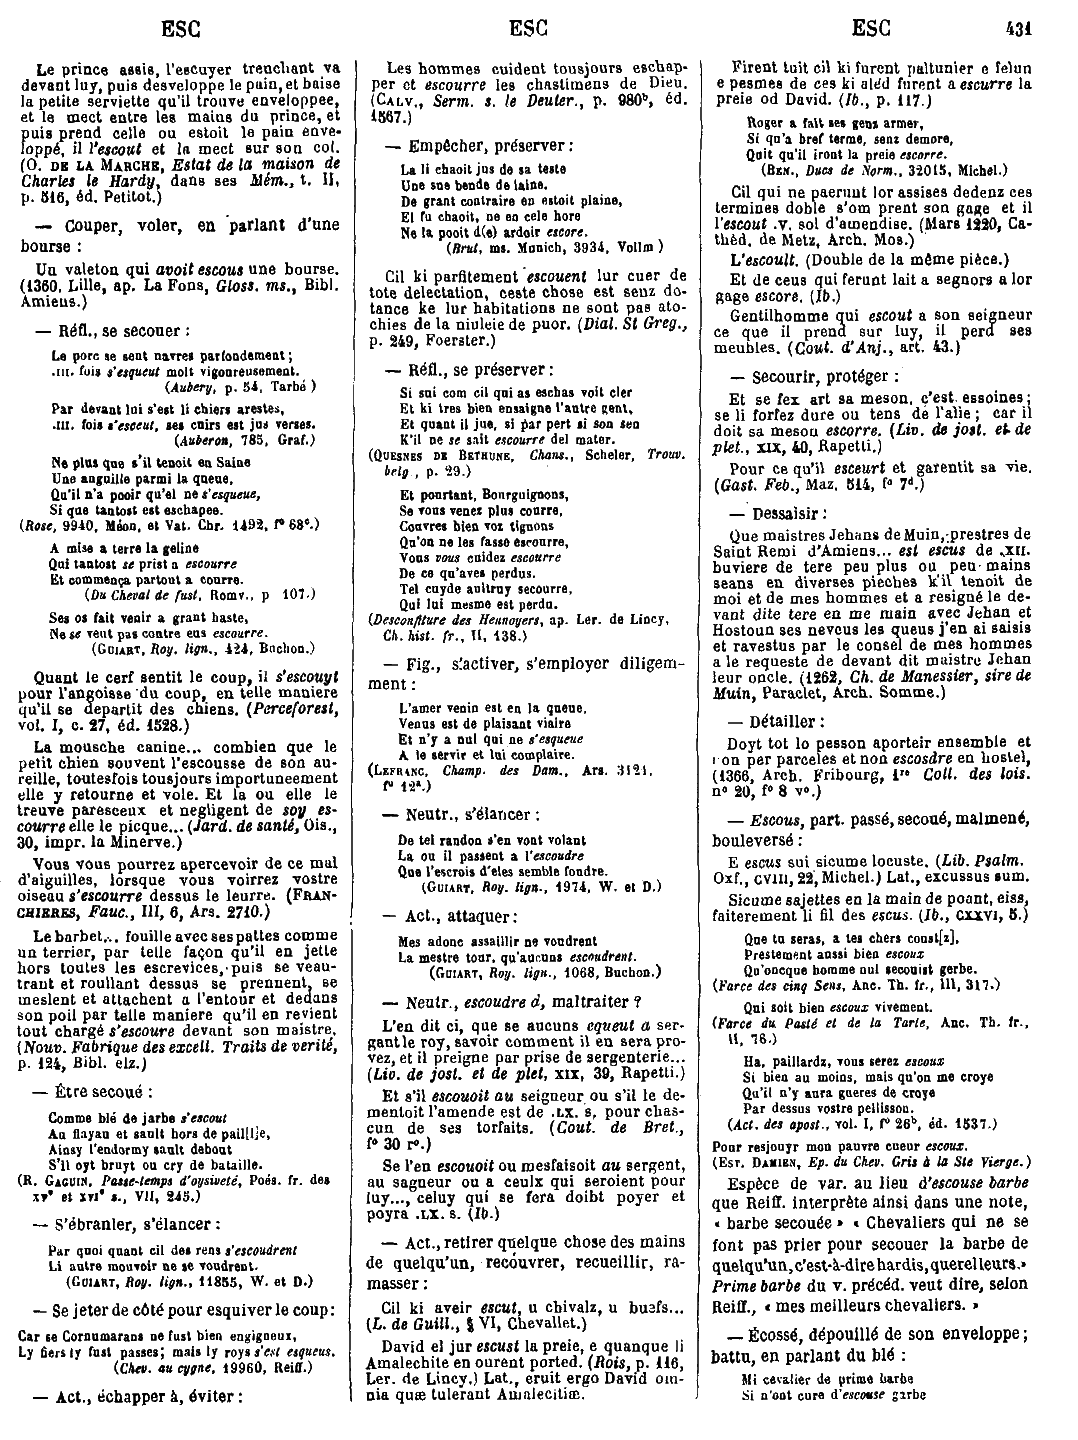 ESC
ESC
ESC
431
Le prince assis, l'escuyer trenchant va
devant luy, puis desveloppe le pain, et baise
la petite serviette qu'il trouve enveloppee,
et le mect entre les mains du prince, et
puis prend celle ou estoit le pain enve-
loppé, il l'escout et la mect sur son col.
(O. DE LA MARCHE, Estat de la maison de
Charles le Hardy, dans ses Mém., t. II,
p. 516, éd. Petitot.)
— Couper, voler, en parlant d'une
bourse :
Un valeton qui avoit escous une bourse.
(1360, Lille, ap. La Fons, Gloss. ms., Bibl.
Amiens.)
— Réfl., se secouer :
Le porc se sent navres parfondement ;
.III. fois s'esqueut molt vigoureusement.
(Aubery, p. 54, Tarbé)
Par devant lui s'est li chiers arestes,
.III. fois s'esceut, ses cuirs est jus verses.
(Auberon, 785, Graf.)
Ne plus que s'il tenoit en Saine
Une anguille parmi la queue,
Qu'il n'a pooir qu'el ne s'esqueue,
Si que tantost est eschapee.
(Rose, 9940, Méon, et Vat. Chr. 1492, f° 68c.)
A mise a terre la geline
Qui tantost se prist a escourre
Et commença partout a courre.
(Du Cheval de fust, Romv., p 107.)
Ses os fait venir a grant haste,
Ne se veut pas contre eus escourre.
(GUIART, Roy. lign., 424, Buchon.)
Quant le cerf sentit le coup, il s'escouyt
pour l'angoisse du coup, en telle maniere
qu'il se departit des chiens. (Perceforest,
vol. I, c. 27, éd. 1528.)
La mousche canine... combien que le
petit chien souvent l'escousse de son au-
reille, toutesfois tousjours importuneement
elle y retourne et vole. Et la ou elle le
treuve paresceux et negligent de soy es-
courre elle le picque... (Jard. de santé, Ois.,
30, impr. la Minerve.)
Vous vous pourrez apercevoir de ce mal
d'aiguilles, lorsque vous voirrez vostre
oiseau s'escourre dessus le leurre. (FRAN-
CHIERES, Fauc., III, 6, Ars. 2710.)
Le barbet... fouille avec ses pattes comme
un terrier, par telle façon qu'il en jette
hors toutes les escrevices, puis se veau-
trant et roullant dessus se prennent, se
meslent et attachent a l'entour et dedans
son poil par telle maniere qu'il en revient
tout chargé s'escoure devant son maistre,
(Nouv. Fabrique des excell. Traits de verité,
p. 124, Bibl. elz.)
— Être secoué :
Comme blé de jarbe s'escout
Au flayau et sault hors de pail[l]e,
Ainsy l'endormy sault debout
S'il oyt bruyt ou cry de bataille.
(R. GAGUIN, Passe-temps d'oysiveté, Poés. fr. des
xve et xvie s., VII, 245.)
— S'ébranler, s'élancer :
Par quoi quant cil des rens s'escoudrent
Li autre mouvoir ne se voudrent.
(GUIART, Roy. lign., 11855, W. et D.)
— Se jeter de côté pour esquiver le coup:
Car se Cornumarans ne fust bien engigneux,
Ly fiers ly fust passes; mais ly roys s'est esqueus.
(Chev. au cygne, 19960, Reiff.)
— Act., échapper à, éviter :
Les hommes cuident tousjours eschap-
per et escourre les chastimens de Dieu.
(CALV., Serm. s. le Deuter., p. 980b, éd.
1567.)
— Empêcher, préserver :
La li chaoit jus de sa teste
Une sue bende de laine.
De grant contraire en estoit plaine,
El fu chaoit, ne en cele hore
Ne la pooit d(e) ardoir escore.
(Brut, ms. Munich, 3934, Vollm )
Cil ki parfitement escouent lur cuer de
tote delectation, ceste chose est senz do-
tance ke lur habitations ne sont pas ato-
chies de la niuleie de puor. (Dial. St Greg.,
p. 249, Foerster.)
— Réfl., se préserver :
Si sui com cil qui as eschas voit cler
Et ki tres bien ensaigne l'autre gent,
Et quant il jue, si part pert si son sen
K'il ne se sait escourre del mater.
(QUESNES DE BETHUNE, Chans., Scheler, Trouv.
belg , p. 29.)
Et pourtant, Bourguignons,
Se vous venez plus courre,
Couvres bien voz tignons
Qu'on ne les fasse escourre,
Vous vous cuidez escourre
De ce qu'aves perdus.
Tel cuyde aultruy secourre,
Qui lui mesme est perdu.
(Desconfiture des Hennoyers, ap. Ler. de Lincy,
Ch. hist. fr., II, 138.)
— Fig., s'activer, s'employer diligem-
ment :
L'amer venin est en la queue,
Venus est de plaisant viaire
Et n'y a nul qui ne s'esqueue
A le servir et lui complaire.
(LEFRANC, Champ. des Dam., Ars. 3121,
f° 12a.)
— Neutr., s'élancer :
De tel randon s'en vont volant
La ou il passent a l'escoudre
Que l'escrois d'eles semble foudre.
(GUIART, Roy. lign., 1974, W. et D.)
— Act., attaquer :
Mes adonc assaillir ne voudrent
La mestre tour, qu'aucuns escoudrent.
(GUIART, Roy. lign., 1068, Buchon.)
— Neutr., escoudre a, maltraiter ?
L'en dit ci, que se aucuns equeut a ser-
gant le roy, savoir comment il en sera pro-
vez, et il preigne par prise de sergenterie...
(Liv. de jost. et de plet, XIX, 39, Rapetti.)
Et s'il escouoit au seigneur ou s'il le de-
mentoit l'amende est de .LX. s. pour chas-
cun de ses torfaits. (Cout. de Bret.,
f° 30 r°.)
Se l'en escouoit ou mesfaisoit au sergent,
au sagneur ou a ceulx qui seroient pour
luy..., celuy qui se fera doibt poyer et
poyra .LX. s. (Ib.)
— Act., retirer quelque chose des mains
de quelqu'un, recouvrer, recueillir, ra-
masser :
Cil ki aveir escut, u chivalz, u buefs...
(L. de Guill., § VI, Chevallet.)
David el jur escust la preie, e quanque li
Amalechite en ourent ported. (Rois, p. 116,
Ler. de Lincy.) Lat., eruit ergo David om-
nia quæ tulerant Amalecitiæ.
Firent tuit cil ki furent paltunier e felun
e pesmes de ces ki aled furent a escurre la
preie od David. (Ib., p. 117.)
Roger a fait ses gens armer,
Si qu'a bref terme, senz demore,
Quit qu'il iront la preie escorre.
(BEN., Ducs de Norm., 32015, Michel.)
Cil qui ne paernut lor assises dedenz ces
termines doble s'om prent son gage et il
l'escout .v. sol d'amendise. (Mars 1220, Ca-
théd. de Metz, Arch. Mos.)
L'escoult. (Double de la même pièce.)
Et de ceus qui ferunt lait a segnors a lor
gage escore. (Ib.)
Gentilhomme qui escout a son seigneur
ce que il prend sur luy, il perd ses
meubles. (Cout. d'Anj., art. 43.)
— Secourir, protéger :
Et se fex art sa meson, ç'est essoines ;
se li forfez dure ou tens de l'alie ; car il
doit sa meson escorre. (Liv. de jost. et de
plet., XIX, 40, Rapetti.)
Pour ce qu'il esceurt et garentit sa vie.
(Gast. Feb., Maz. 514, f° 7d.)
— Dessaisir :
Que maistres Jehans de Muin, prestres de
Saint Remi d'Amiens... est escus de .XII.
buviere de tere peu plus ou peu mains
seans en diverses pieches k'il tenoit de
moi et de mes hommes et a resigné le de-
vant dite tere en me main avec Jehan et
Hostoun ses neveus les queus j'en ai saisis
et ravestus par le consel de mes hommes
a le requeste de devant dit maistre Jehan
leur oncle. (1262, Ch. de Manessier, sire de
Muin, Paraclet, Arch. Somme.)
— Détailler :
Doyt tot lo pesson aporteir ensemble et
non per parceles et non escosdre en hostel,
(1366, Arch. Fribourg, 1re Coll. des lois.
n° 20, f° 8 v°.)
— Escous, part. passé, secoué, malmené,
bouleversé :
E escus sui sicume locuste. (Lib. Psalm.
Oxf., CVIII, 22, Michel.) Lat., excussus sum.
Sicume sajettes en la main de poant, eiss,
faiterement li fil des escus. (Ib., CXXVI, 5.)
Que tu seras, a tes chers coust[z],
Prestement aussi bien escoux
Qu'oncque homme nul secouist gerbe.
(Farce des cinq Sens, Anc. Th. fr., III, 317.)
Qui soit bien escoux vivement.
(Farce du Pasté et de la Tarte, Anc. Th. fr.,
II, 76.)
Ha, paillardz, vous serez escoux
Si bien au moins, mais qu'on me croye
Qu'il n'y aura gueres de croye
Par dessus vostre pellisson.
(Act. des apost., vol. I, f° 26b, éd. 1537.)
Pour resjouyr mon pauvre cueur escoux.
(EST. DAMIEN, Ep. du Chev. Gris à la Ste Vierge.)
Espèce de var. au lieu d'escouse barbe
que Reiff. interprète ainsi dans une note,
« barbe secouée » « Chevaliers qui ne se
font pas prier pour secouer la barbe de
quelqu'un, c'est-à-dire hardis, querelleurs.»
Prime barbe du v. précéd. veut dire, selon
Reiff., « mes meilleurs chevaliers. »
— Écossé, dépouillé de son enveloppe ;
battu, en parlant du blé :
Mi cevalier de prime barbe
Si n'ont cure d'escouse garbe